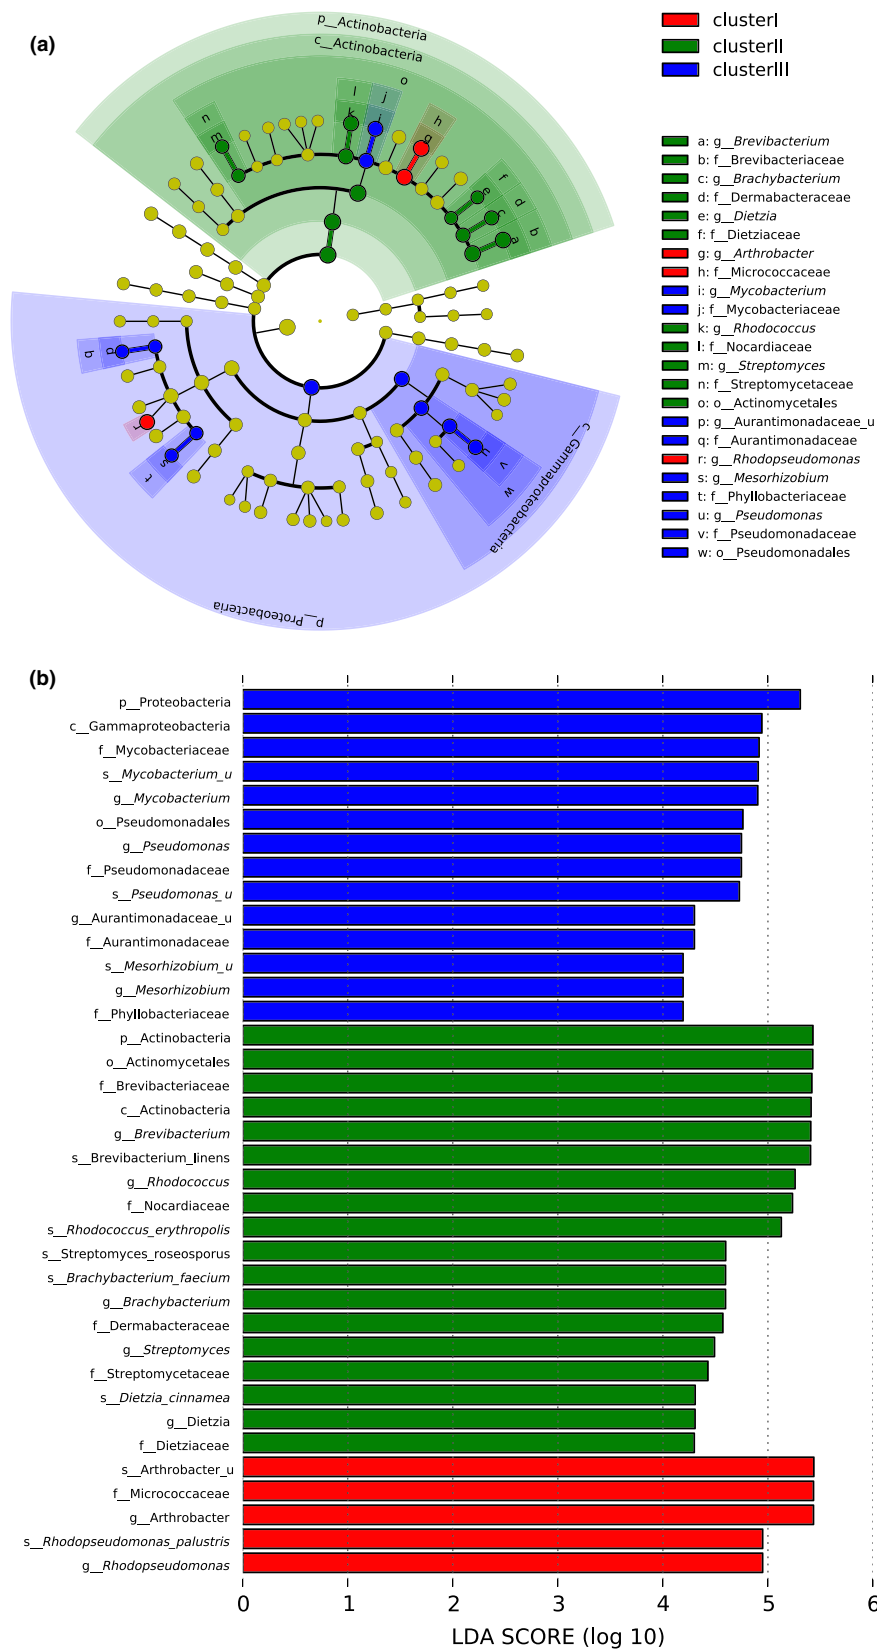 (a)
p__Actinobacteria
c__Actinobacteria
o
l
j
k
i
h
g
n
m
f
e
d
c
b
a
q
p
r
s
t
u
v
w
c__Gammaproteobacteria
p__Proteobacteria
clusterI
clusterII
clusterIII
a: g__Brevibacterium
b: f__Brevibacteriaceae
c: g__Brachybacterium
d: f__Dermabacteraceae
e: g__Dietzia
f: f__Dietziaceae
g: g__Arthrobacter
h: f__Micrococcaceae
i: g__Mycobacterium
j: f__Mycobacteriaceae
k: g__Rhodococcus
l: f__Nocardiaceae
m: g__Streptomyces
n: f__Streptomycetaceae
o: o__Actinomycetales
p: g__Aurantimonadaceae_u
q: f__Aurantimonadaceae
r: g__Rhodopseudomonas
s: g__Mesorhizobium
t: f__Phyllobacteriaceae
u: g__Pseudomonas
v: f__Pseudomonadaceae
w: o__Pseudomonadales
(b)
p__Proteobacteria
c__Gammaproteobacteria
f__Mycobacteriaceae
s__Mycobacterium_u
g__Mycobacterium
o__Pseudomonadales
g__Pseudomonas
f__Pseudomonadaceae
s__Pseudomonas_u
g__Aurantimonadaceae_u
f__Aurantimonadaceae
s__Mesorhizobium_u
g__Mesorhizobium
f__Phyllobacteriaceae
p__Actinobacteria
o__Actinomycetales
f__Brevibacteriaceae
c__Actinobacteria
g__Brevibacterium
s__Brevibacterium_linens
g__Rhodococcus
f__Nocardiaceae
s__Rhodococcus_erythropolis
s__Streptomyces_roseosporus
s__Brachybacterium_faecium
g__Brachybacterium
f__Dermabacteraceae
g__Streptomyces
f__Streptomycetaceae
s__Dietzia_cinnamea
g__Dietzia
f__Dietziaceae
s__Arthrobacter_u
f__Micrococcaceae
g__Arthrobacter
s__Rhodopseudomonas_palustris
g__Rhodopseudomonas
0 1 2 3 4 5 6
LDA SCORE (log 10)